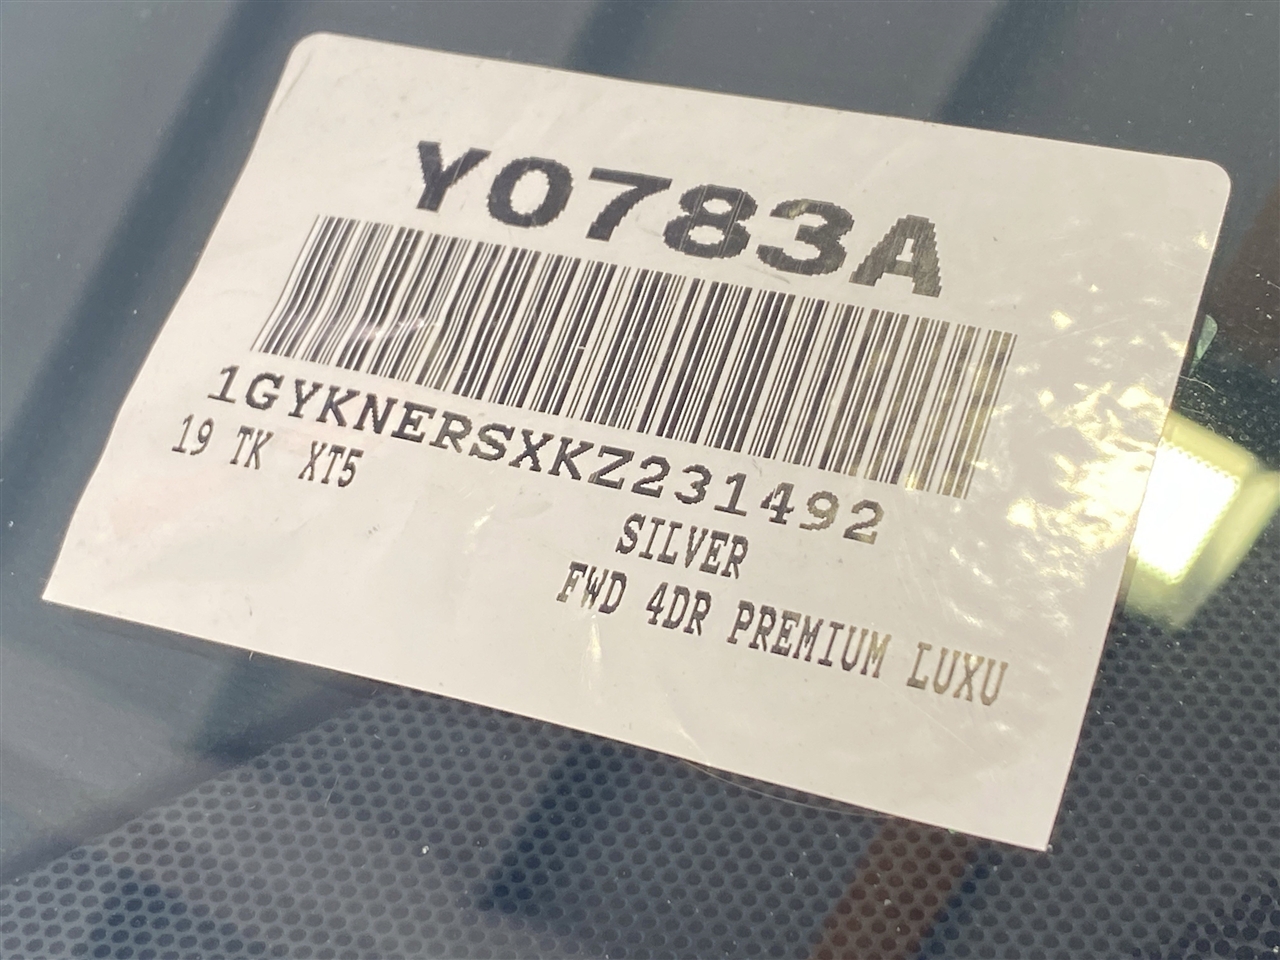 Y0783A
1GYKNERSXKZ231492
19 TK XT5
SILVER
FWD 4DR PREMIUM LUXU